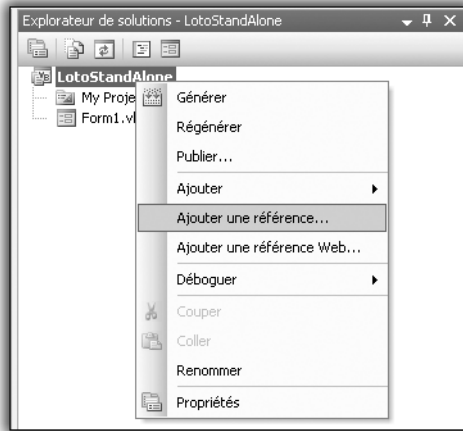 Explorateur de solutions - LotoStandAlone
LotoStandAlone
My Proje
Form1.vb
Générer
Régénérer
Publier...
Ajouter
Ajouter une référence...
Ajouter une référence Web...
Déboguer
Couper
Coller
Renommer
Propriétés